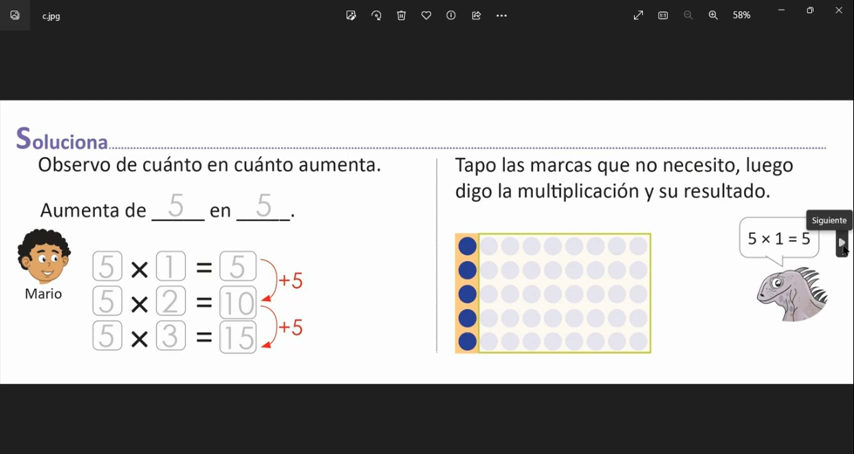 c.jpg
58%
Soluciona
Observo de cuánto en cuánto aumenta.
Aumenta de 5 en 5.
Mario
5 × 1 = 5
+5
5 × 2 = 10
+5
5 × 3 = 15
Tapo las marcas que no necesito, luego
digo la multiplicación y su resultado.
Siguiente
5 × 1 = 5